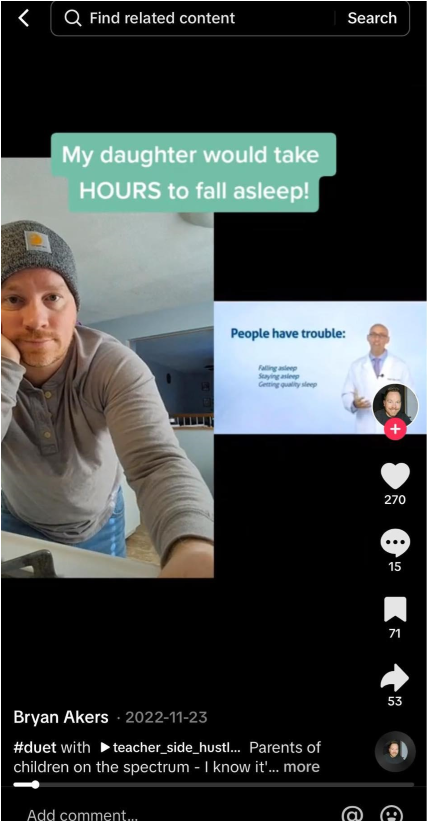 Find related content
Search
My daughter would take
HOURS to fall asleep!
People have trouble:
Falling asleep
Staying asleep
Getting quality sleep
270
15
71
53
Bryan Akers · 2022-11-23
#duet with ▶ teacher_side_hustl... Parents of
children on the spectrum - I know it'... more
Add comment...